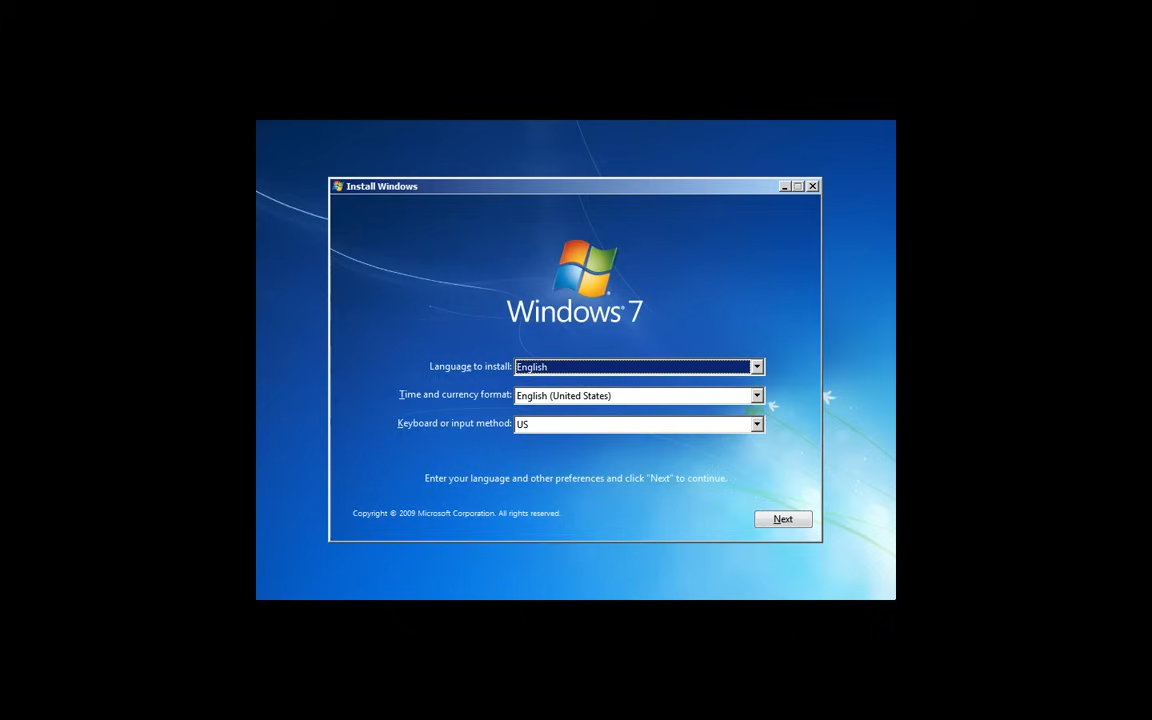 Install Windows
Windows® 7
Language to install: English
Time and currency format: English (United States)
Keyboard or input method: US
Enter your language and other preferences and click "Next" to continue.
Copyright © 2009 Microsoft Corporation. All rights reserved.
Next